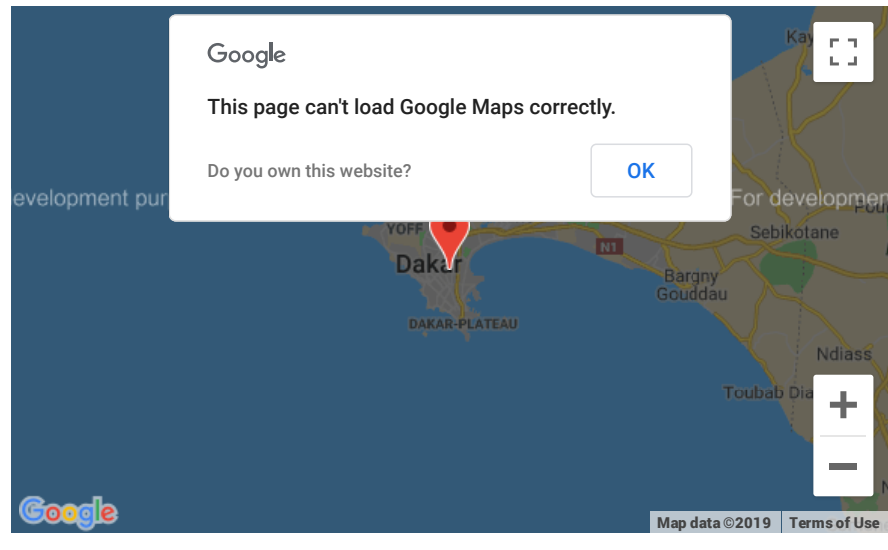 Google
Kay
This page can't load Google Maps correctly.
Do you own this website?
OK
evelopment pur
For developmen
YOFF
Sebikotane
N1
Dakar
Bargny
Gouddau
DAKAR-PLATEAU
Ndiass
Toubab Dia
Google
Map data ©2019
Terms of Use